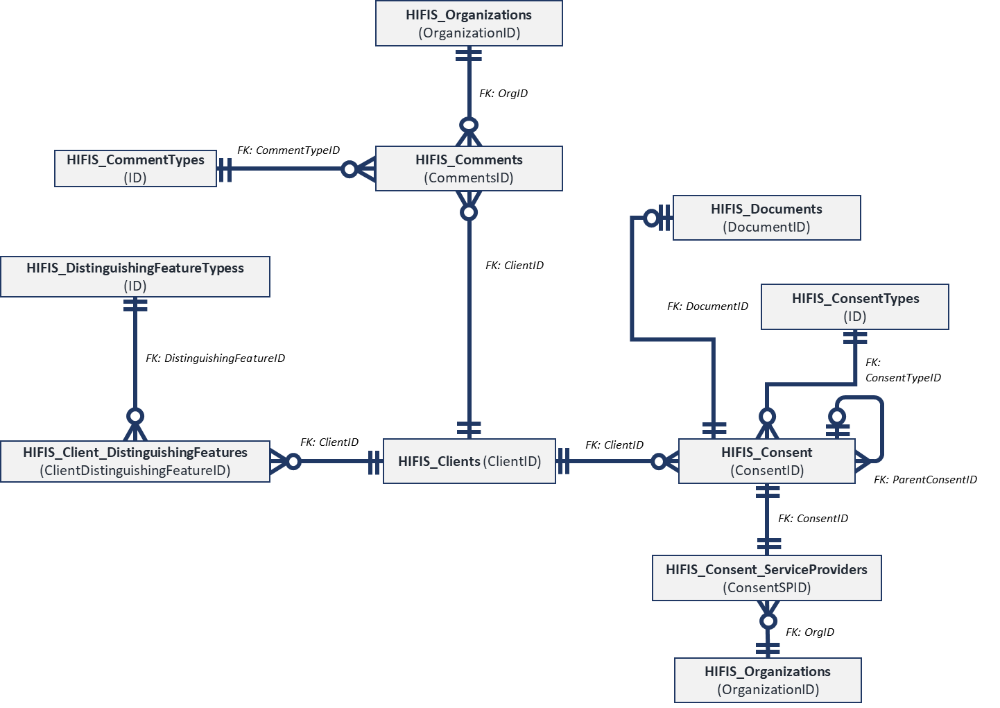 HIFIS_Organizations
(OrganizationID)
FK: OrgID
FK: CommentTypeID
HIFIS_CommentTypes
(ID)
HIFIS_Comments
(CommentsID)
HIFIS_Documents
(DocumentID)
FK: ClientID
HIFIS_DistinguishingFeatureTypess
(ID)
FK: DocumentID
HIFIS_ConsentTypes
(ID)
FK: DistinguishingFeatureID
FK:
ConsentTypeID
FK: ClientID
FK: ClientID
HIFIS_Client_DistinguishingFeatures
(ClientDistinguishingFeatureID)
HIFIS_Clients (ClientID)
HIFIS_Consent
(ConsentID)
FK: ParentConsentID
FK: ConsentID
HIFIS_Consent_ServiceProviders
(ConsentSPID)
FK: OrgID
HIFIS_Organizations
(OrganizationID)